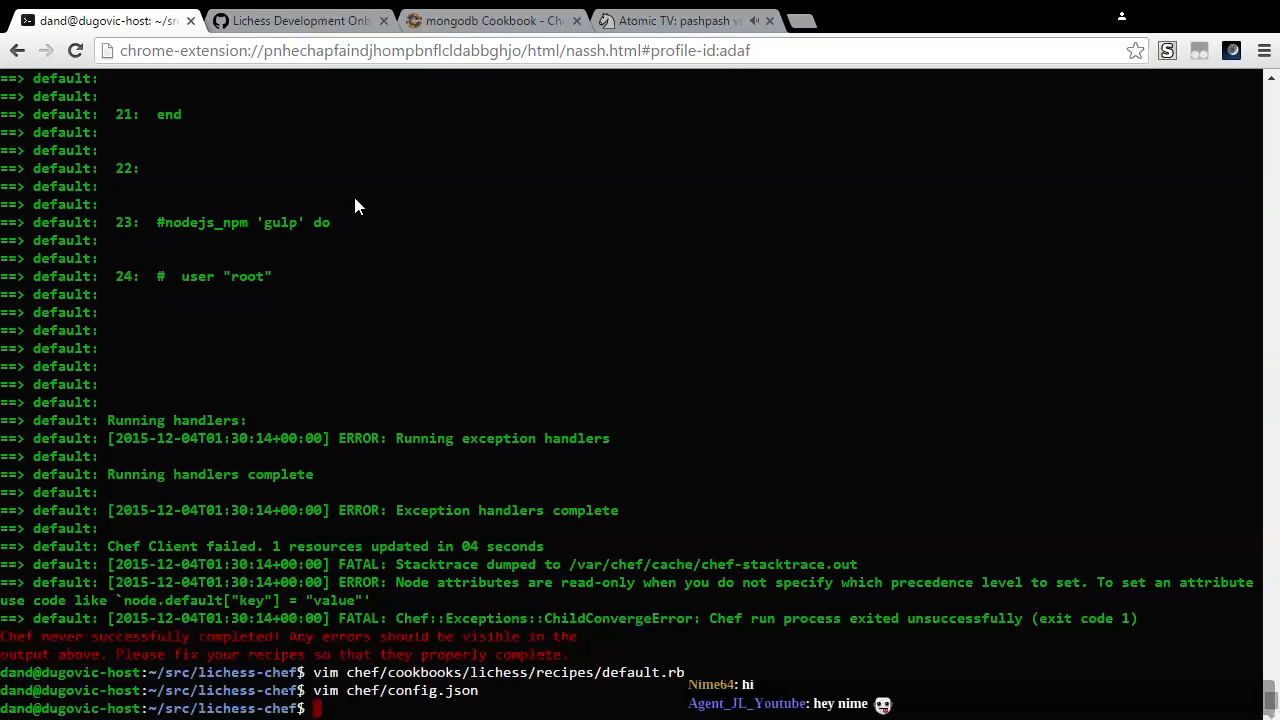 dand@dugovic-host: ~/sr
Lichess Development Onb
mongodb Cookbook - Che
Atomic TV: pashpash vs
chrome-extension://pnhechapfaindjhompbnflcldabbghjo/html/nassh.html#profile-id:adaf
==> default:
==> default:
==> default:  21:  end
==> default:
==> default:
==> default:  22:
==> default:
==> default:
==> default:  23:  #nodejs_npm 'gulp' do
==> default:
==> default:
==> default:  24:  #  user "root"
==> default:
==> default:
==> default:
==> default:
==> default:
==> default:
==> default:
==> default: Running handlers:
==> default: [2015-12-04T01:30:14+00:00] ERROR: Running exception handlers
==> default:
==> default: Running handlers complete
==> default:
==> default: [2015-12-04T01:30:14+00:00] ERROR: Exception handlers complete
==> default:
==> default: Chef Client failed. 1 resources updated in 04 seconds
==> default: [2015-12-04T01:30:14+00:00] FATAL: Stacktrace dumped to /var/chef/cache/chef-stacktrace.out
==> default: [2015-12-04T01:30:14+00:00] ERROR: Node attributes are read-only when you do not specify which precedence level to set. To set an attribute
use code like `node.default["key"] = "value"'
==> default: [2015-12-04T01:30:14+00:00] FATAL: Chef::Exceptions::ChildConvergeError: Chef run process exited unsuccessfully (exit code 1)
Chef never successfully completed! Any errors should be visible in the
output above. Please fix your recipes so that they properly complete.
dand@dugovic-host:~/src/lichess-chef$ vim chef/cookbooks/lichess/recipes/default.rb
dand@dugovic-host:~/src/lichess-chef$ vim chef/config.json
dand@dugovic-host:~/src/lichess-chef$
Nime64: hi
Agent_JL_Youtube: hey nime